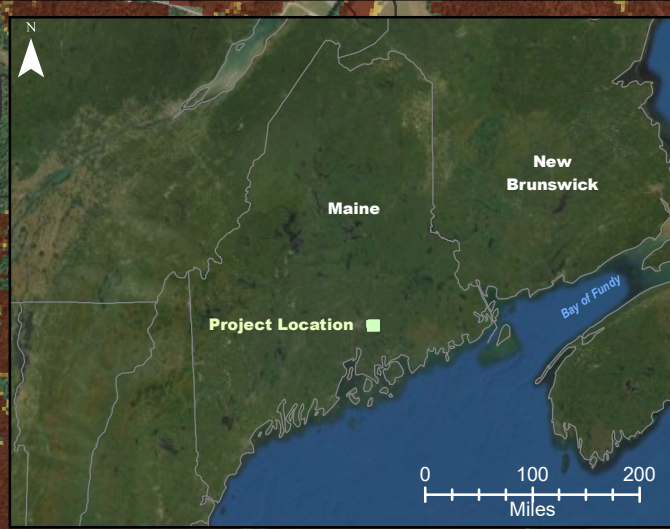 N
New
Brunswick
Maine
Bay of Fundy
Project Location
0 100 200
Miles